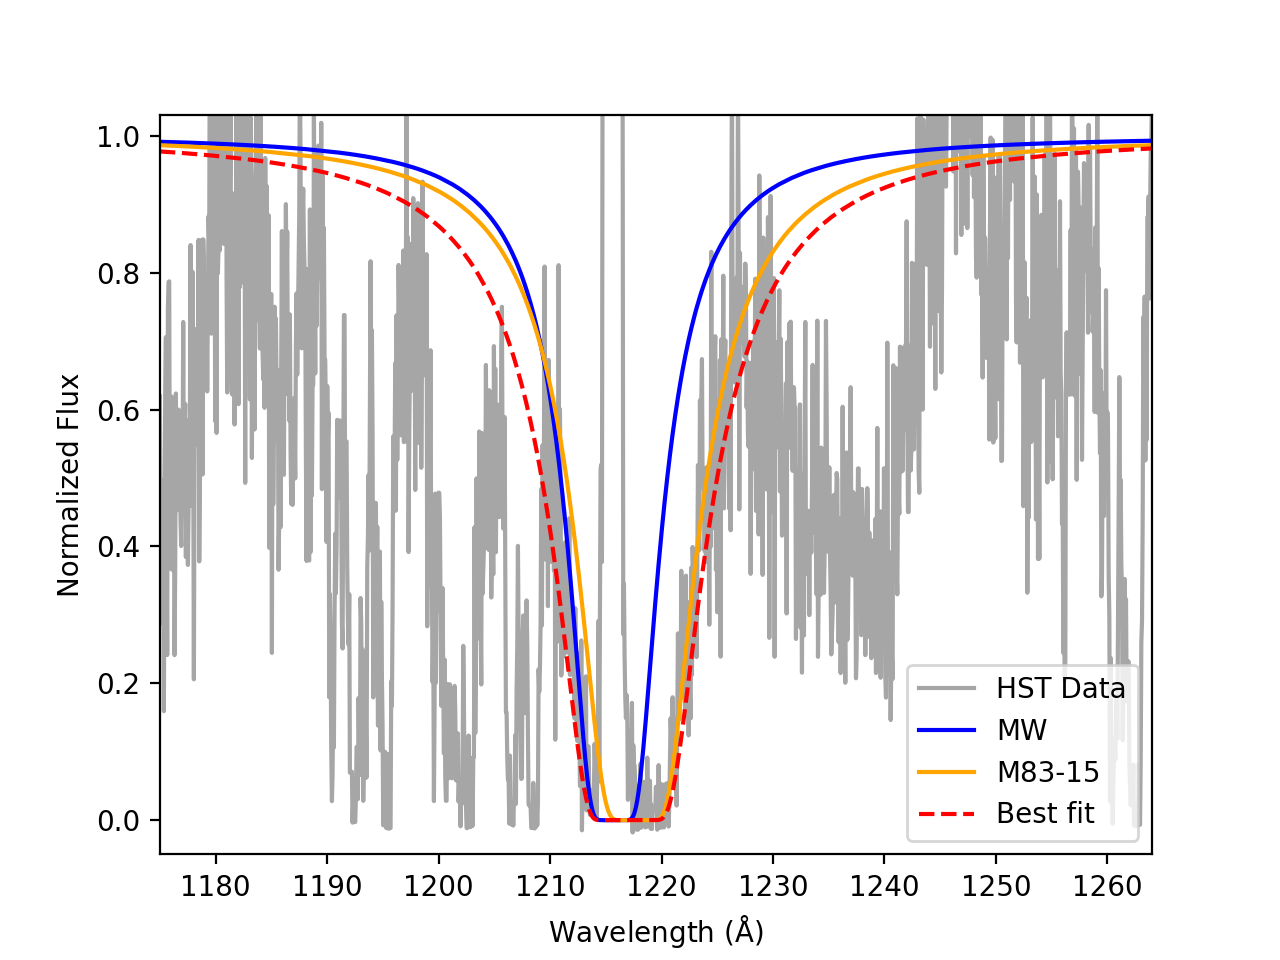 1.0
0.8
0.6
0.4
0.2
0.0
Normalized Flux
1180 1190 1200 1210 1220 1230 1240 1250 1260
Wavelength (Å)
HST Data
MW
M83-15
Best fit